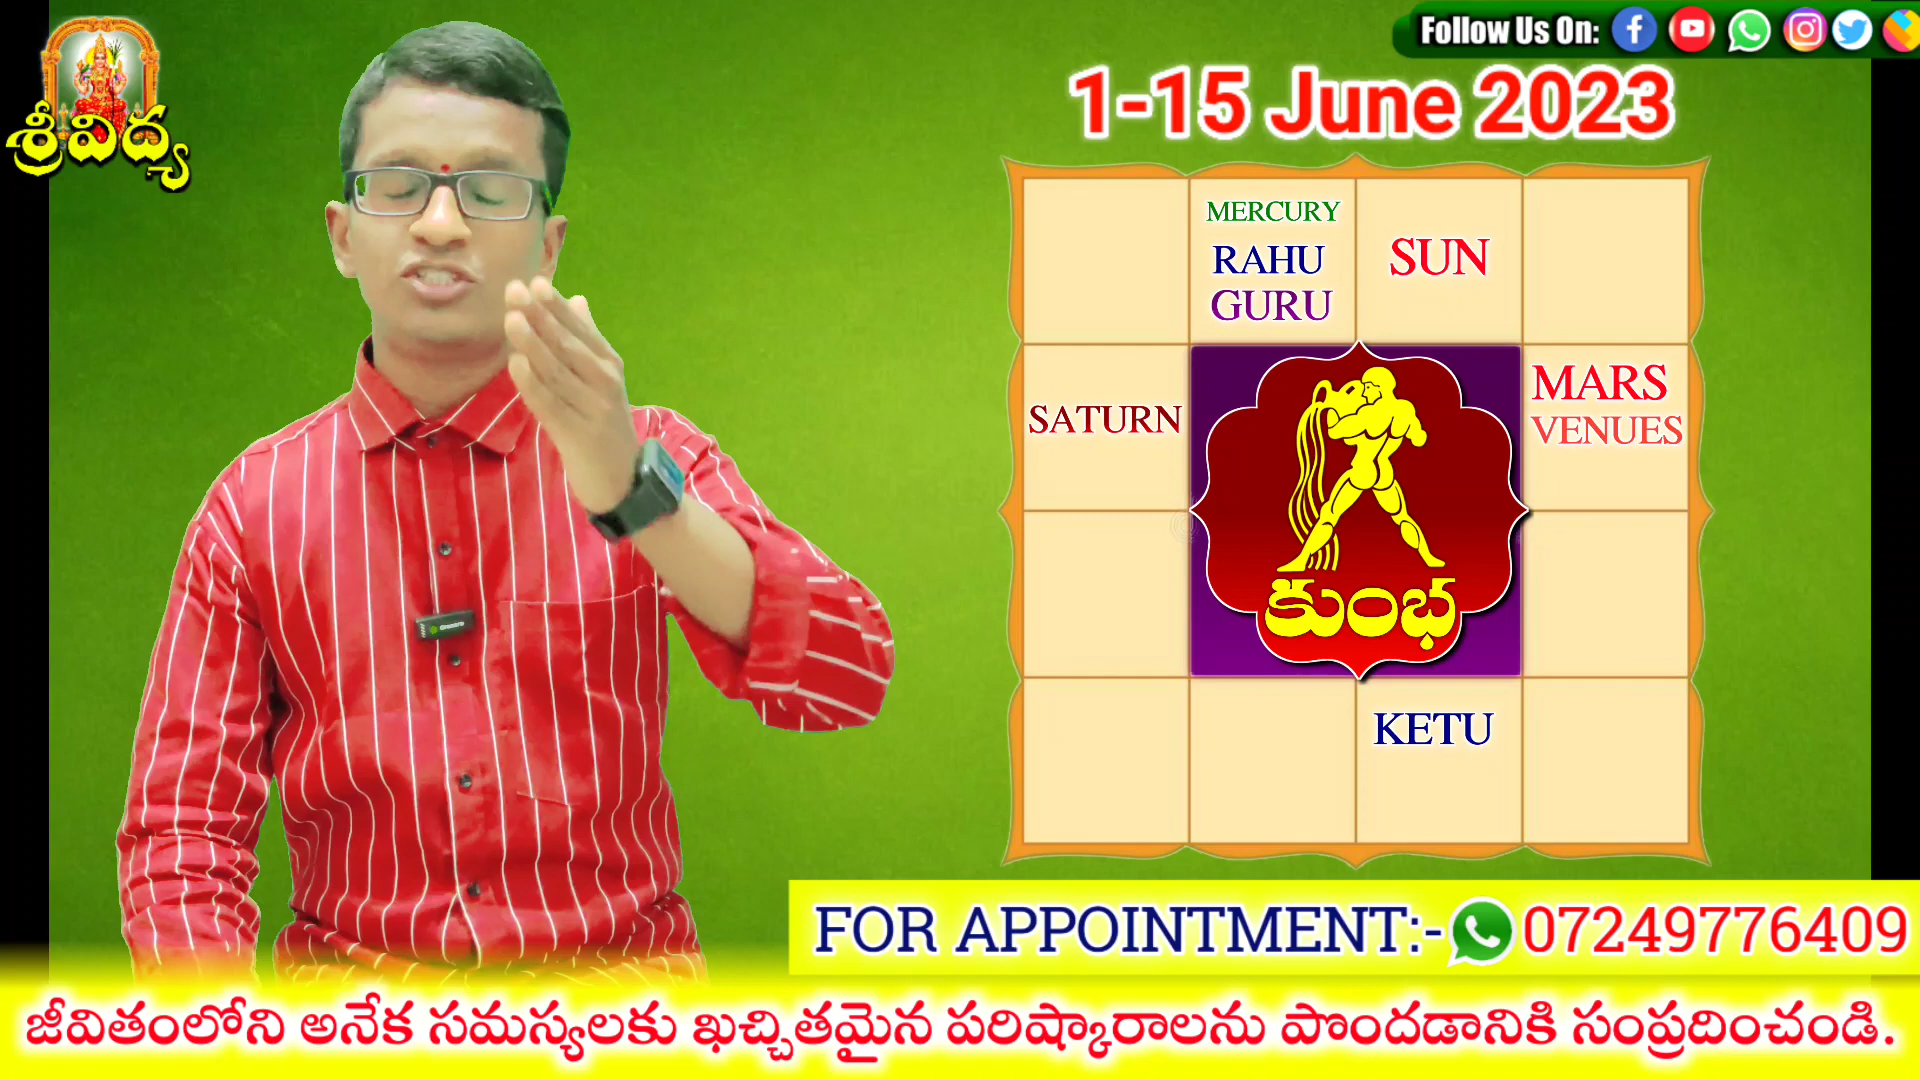 శ్రీవిద్య
Follow Us On:
1-15 June 2023
MERCURY
RAHU
GURU
SUN
SATURN
MARS
VENUES
కుంభ
KETU
FOR APPOINTMENT:- 07249776409
జీవితంలోని అనేక సమస్యలకు ఖచ్చితమైన పరిష్కారాలను పొందడానికి సంప్రదించండి.